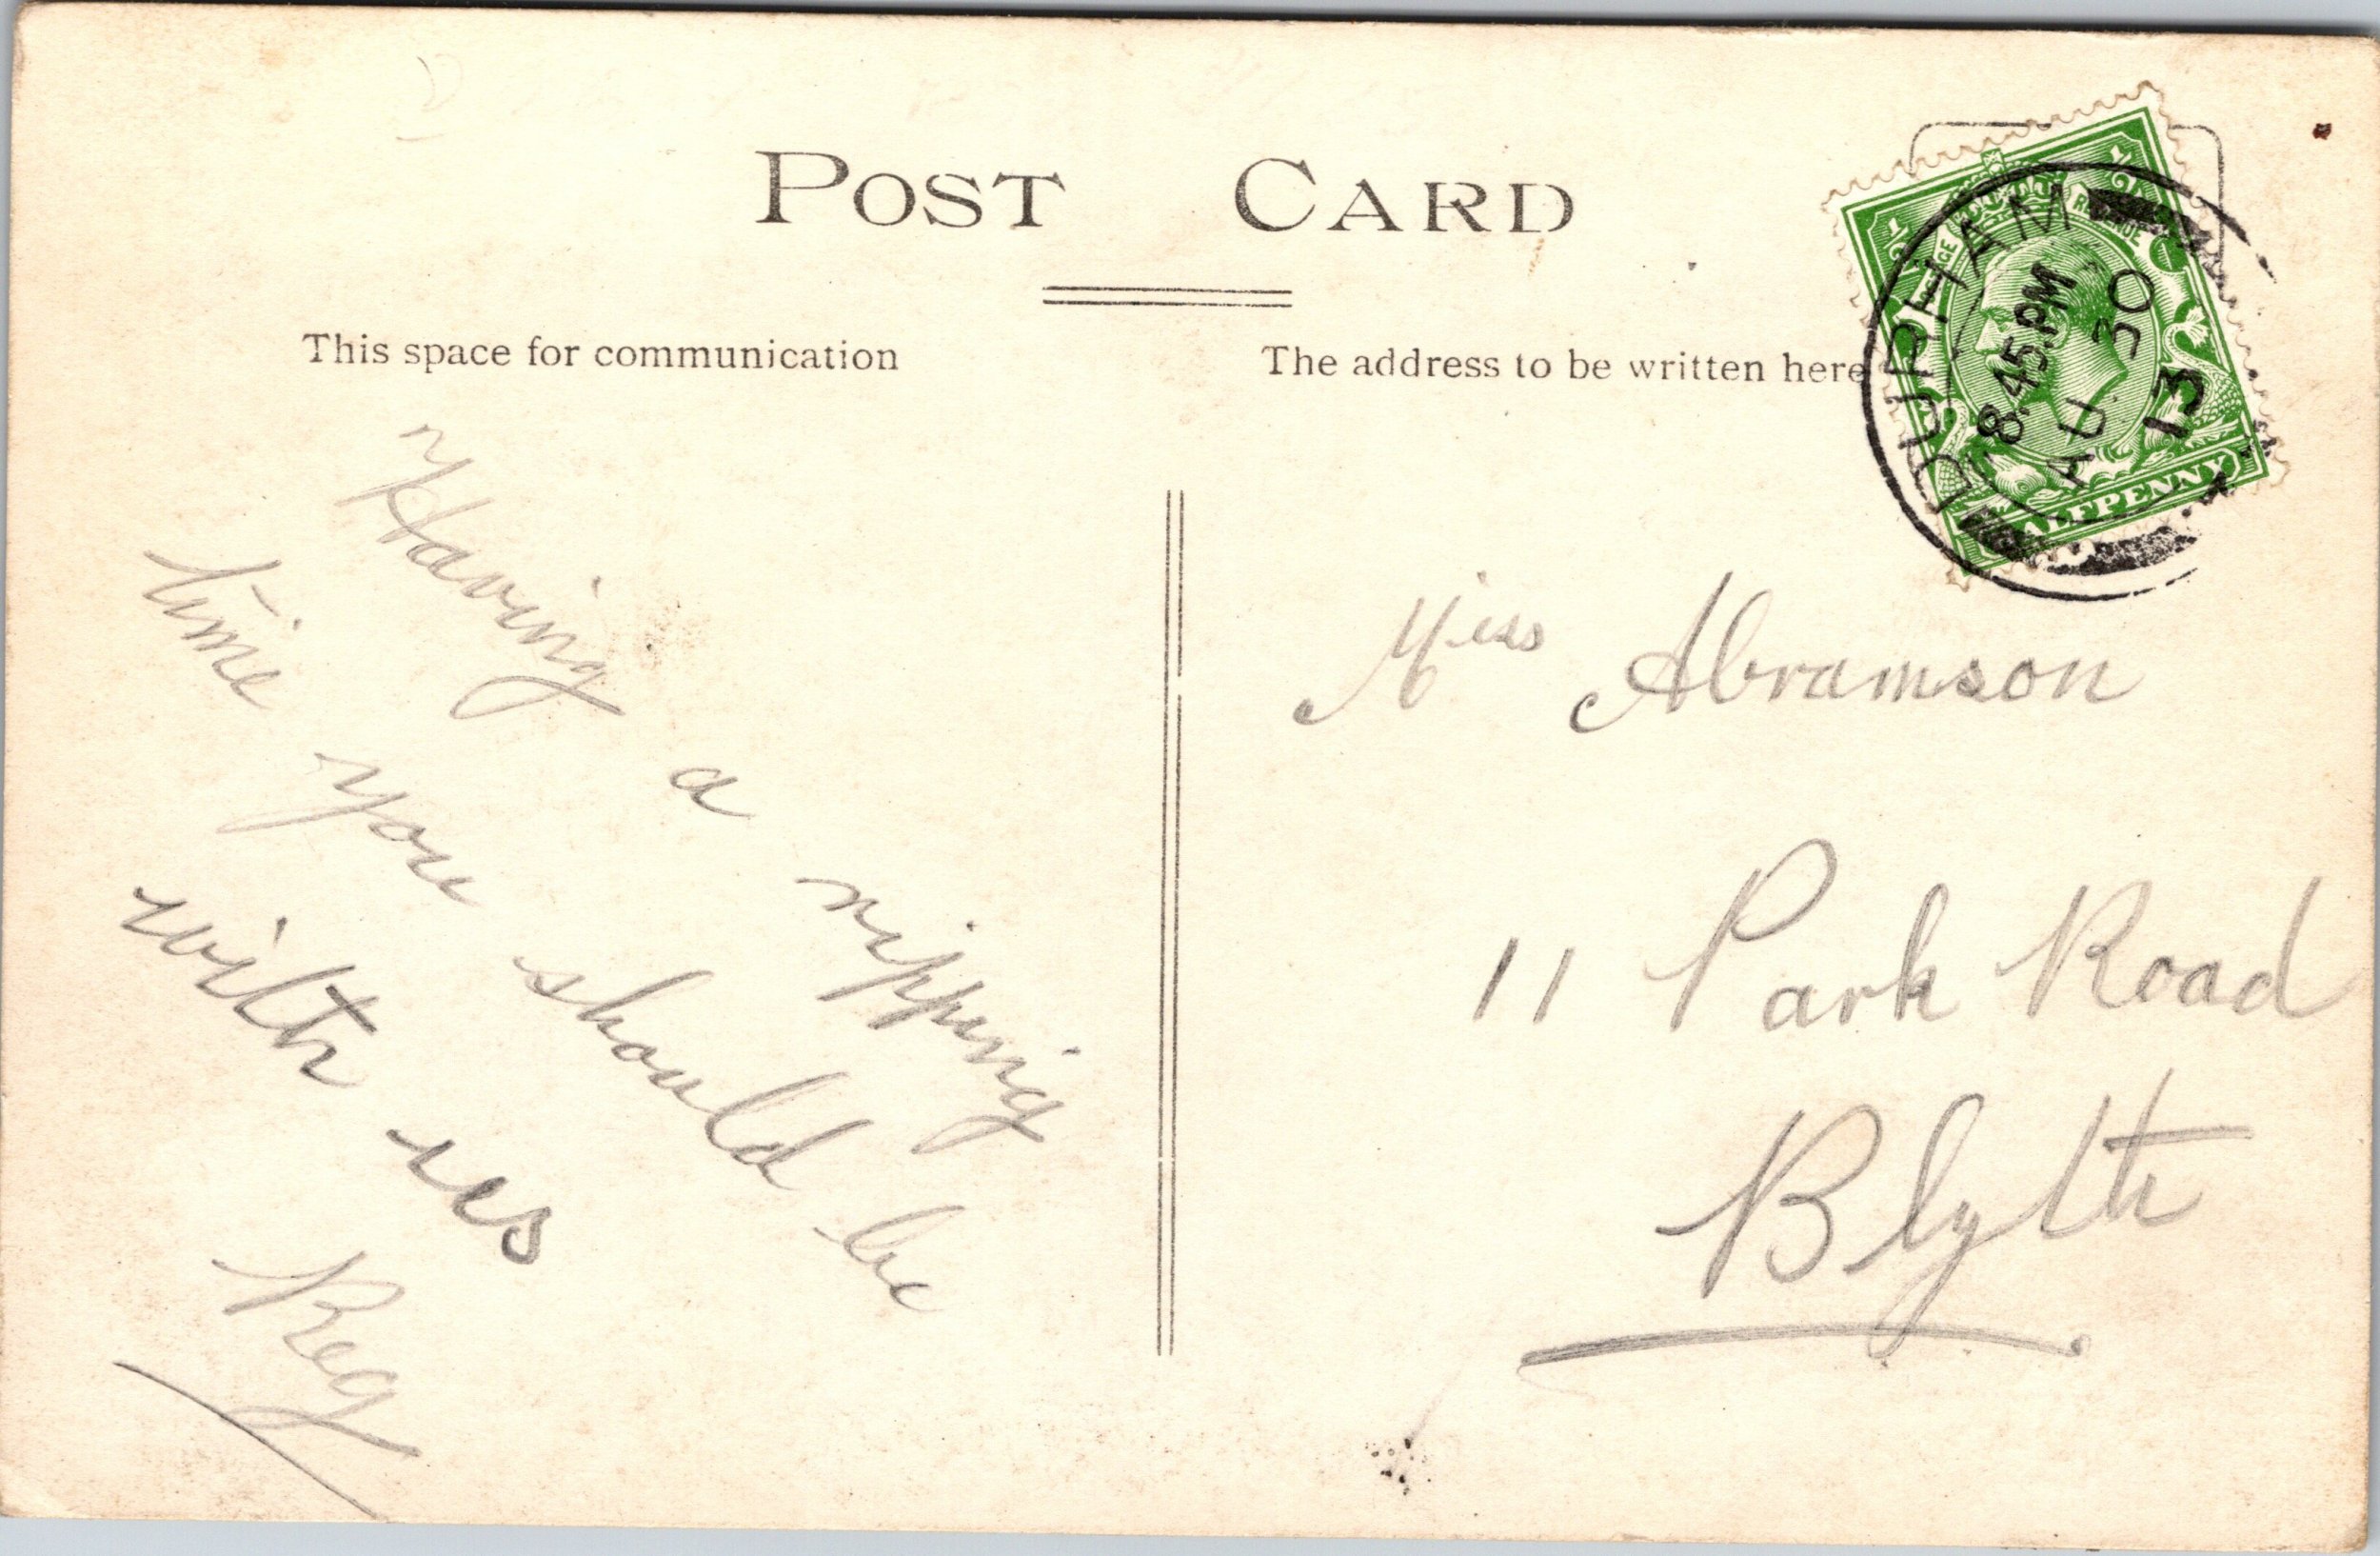 POST CARD
This space for communication
The address to be written here
DURHAM
8.45.PM
AU 30
13
HALFPENNY
Having a ripping
time you should be
with us
Reg
Miss Abramson
11 Park Road
Blyth